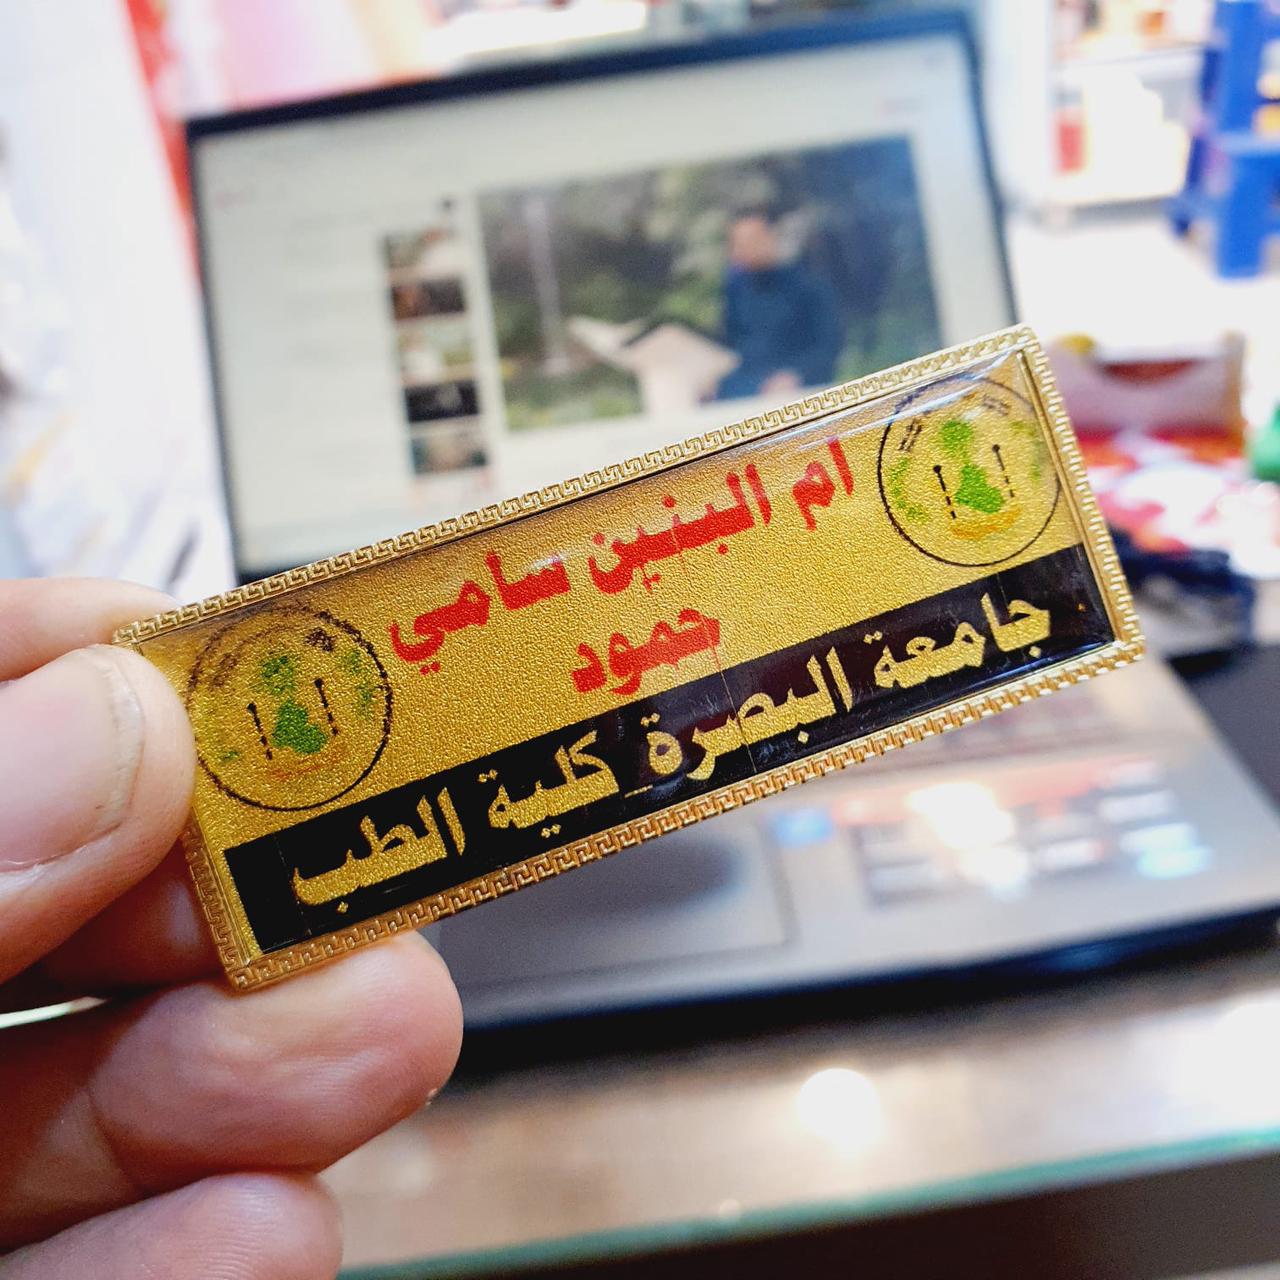 ام البنين سامي
حمود
جامعة البصرة_كلية الطب